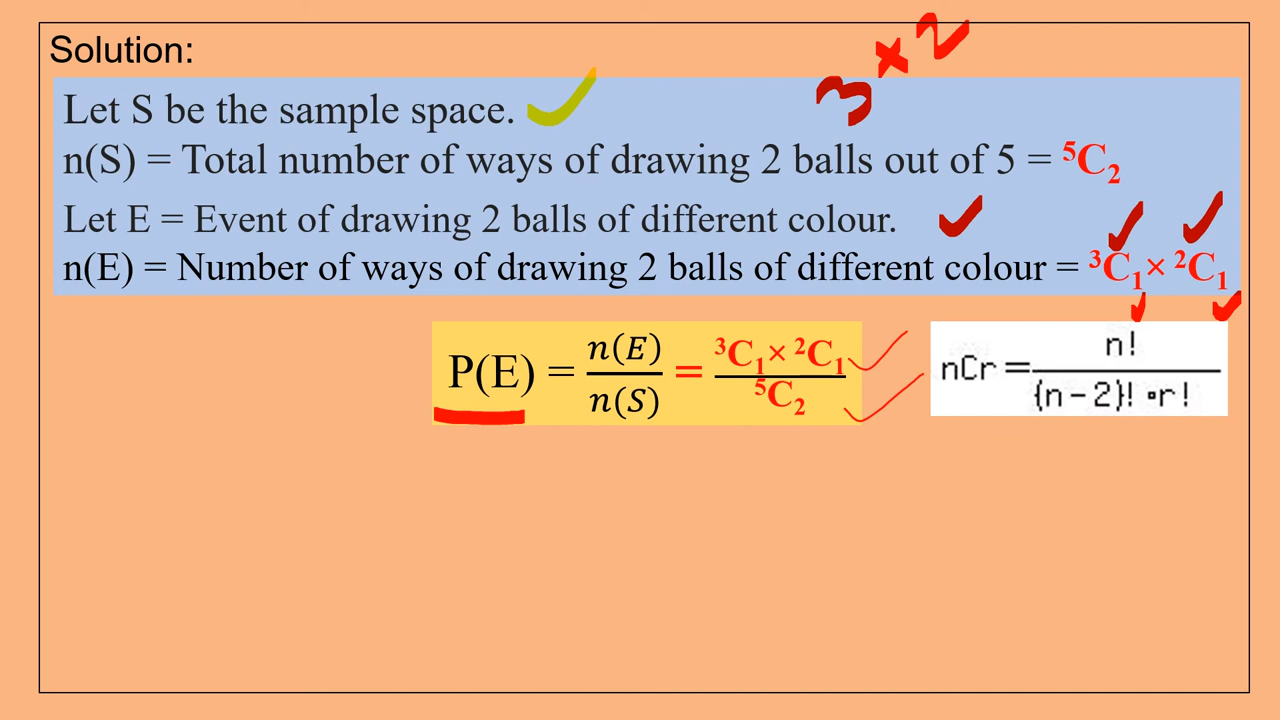 Solution:
3 × 2
Let S be the sample space.
n(S) = Total number of ways of drawing 2 balls out of 5 = ⁵C₂
Let E = Event of drawing 2 balls of different colour.
n(E) = Number of ways of drawing 2 balls of different colour = ³C₁× ²C₁
P(E) = n(E)/n(S) = ³C₁× ²C₁/⁵C₂
nCr = n!/(n-2)! •r!